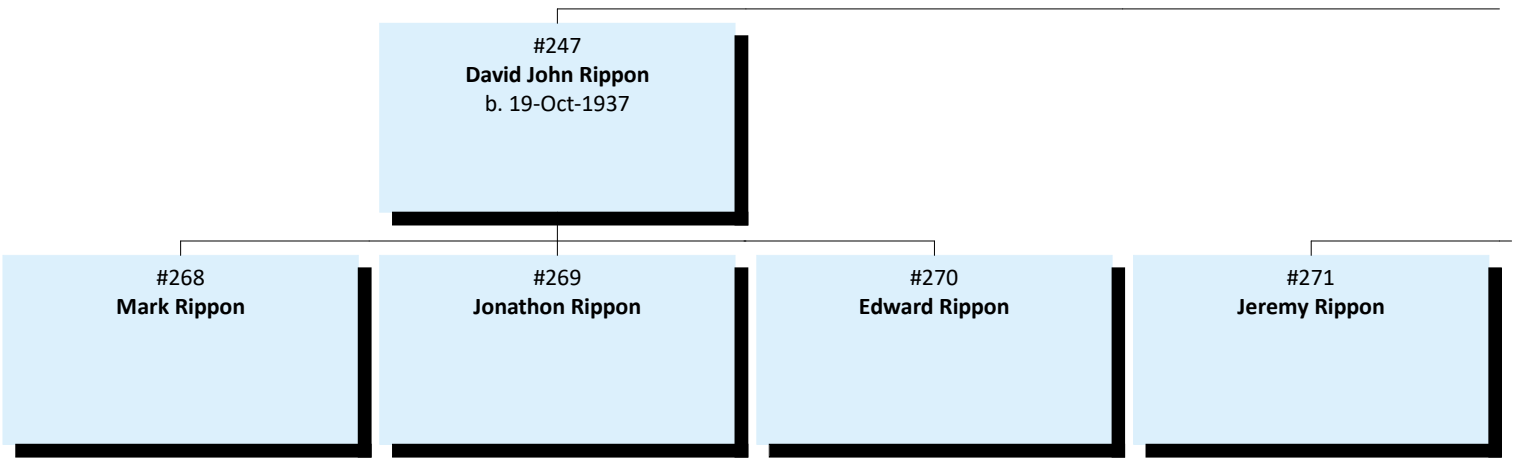 #247
David John Rippon
b. 19-Oct-1937
#268
Mark Rippon
#269
Jonathon Rippon
#270
Edward Rippon
#271
Jeremy Rippon